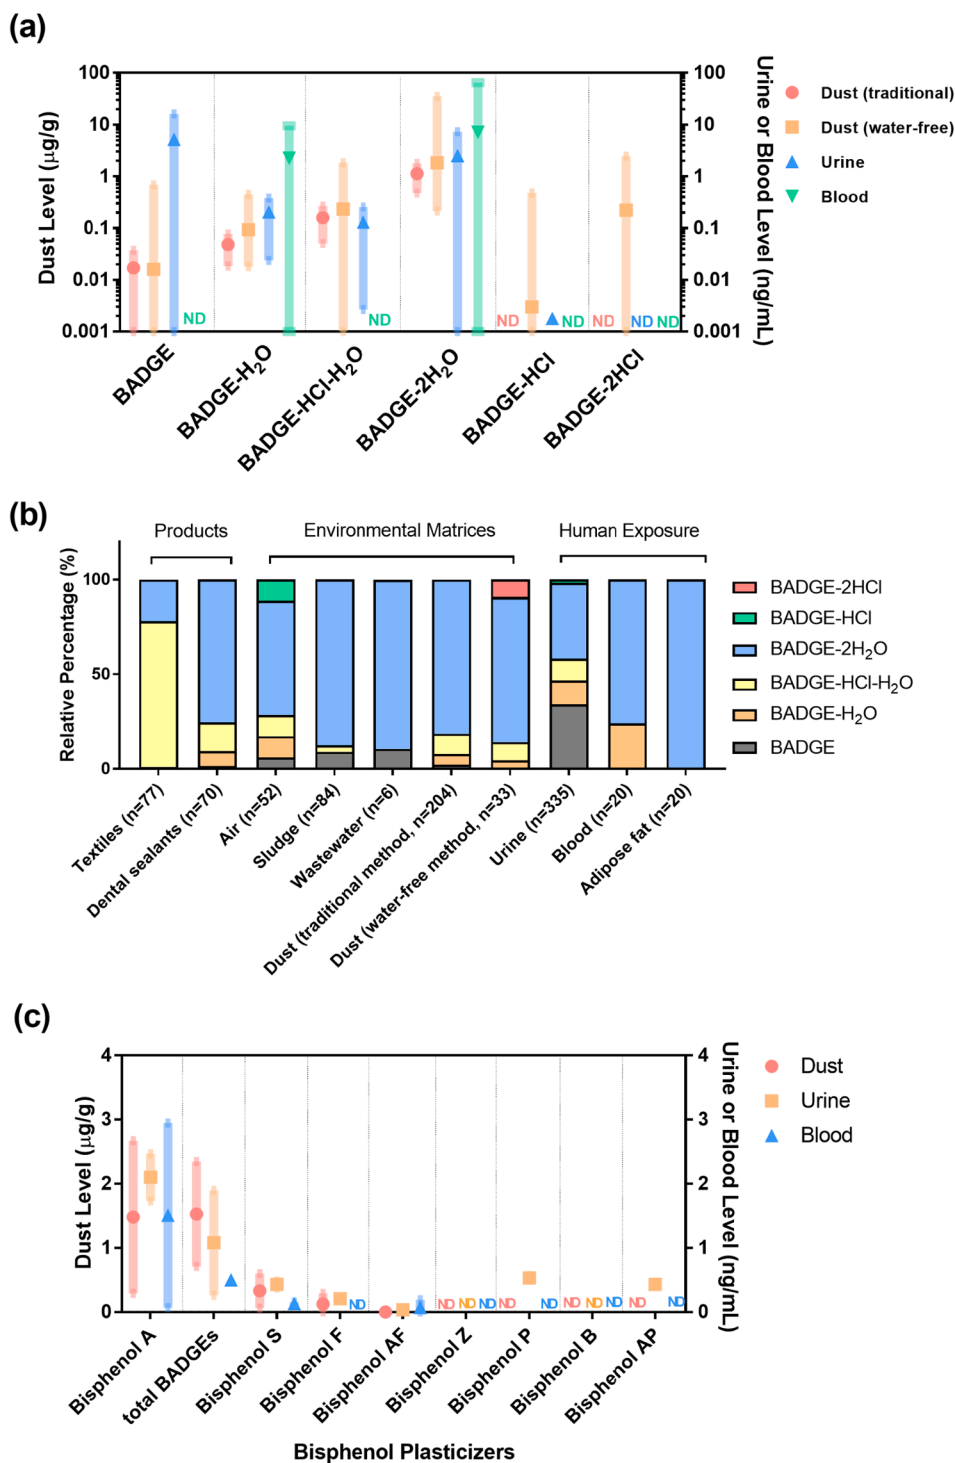 (a)
Dust Level (μg/g)
100
10
1
0.1
0.01
0.001
100
10
1
0.1
0.01
0.001
Urine or Blood Level (ng/mL)
Dust (traditional)
Dust (water-free)
Urine
Blood
ND
ND
ND
ND
ND
ND
ND
BADGE
BADGE-H₂O
BADGE-HCl-H₂O
BADGE-2H₂O
BADGE-HCl
BADGE-2HCl
(b)
Products
Environmental Matrices
Human Exposure
Relative Percentage (%)
100
50
0
BADGE-2HCl
BADGE-HCl
BADGE-2H₂O
BADGE-HCl-H₂O
BADGE-H₂O
BADGE
Textiles (n=77)
Dental sealants (n=70)
Air (n=52)
Sludge (n=84)
Wastewater (n=6)
Dust (traditional method, n=204)
Dust (water-free method, n=33)
Urine (n=335)
Blood (n=20)
Adipose fat (n=20)
(c)
Dust Level (μg/g)
4
3
2
1
0
4
3
2
1
0
Urine or Blood Level (ng/mL)
Dust
Urine
Blood
ND
ND
ND
ND
ND
ND
ND
ND
ND
ND
ND
Bisphenol A
total BADGEs
Bisphenol S
Bisphenol F
Bisphenol AF
Bisphenol Z
Bisphenol P
Bisphenol B
Bisphenol AP
Bisphenol Plasticizers